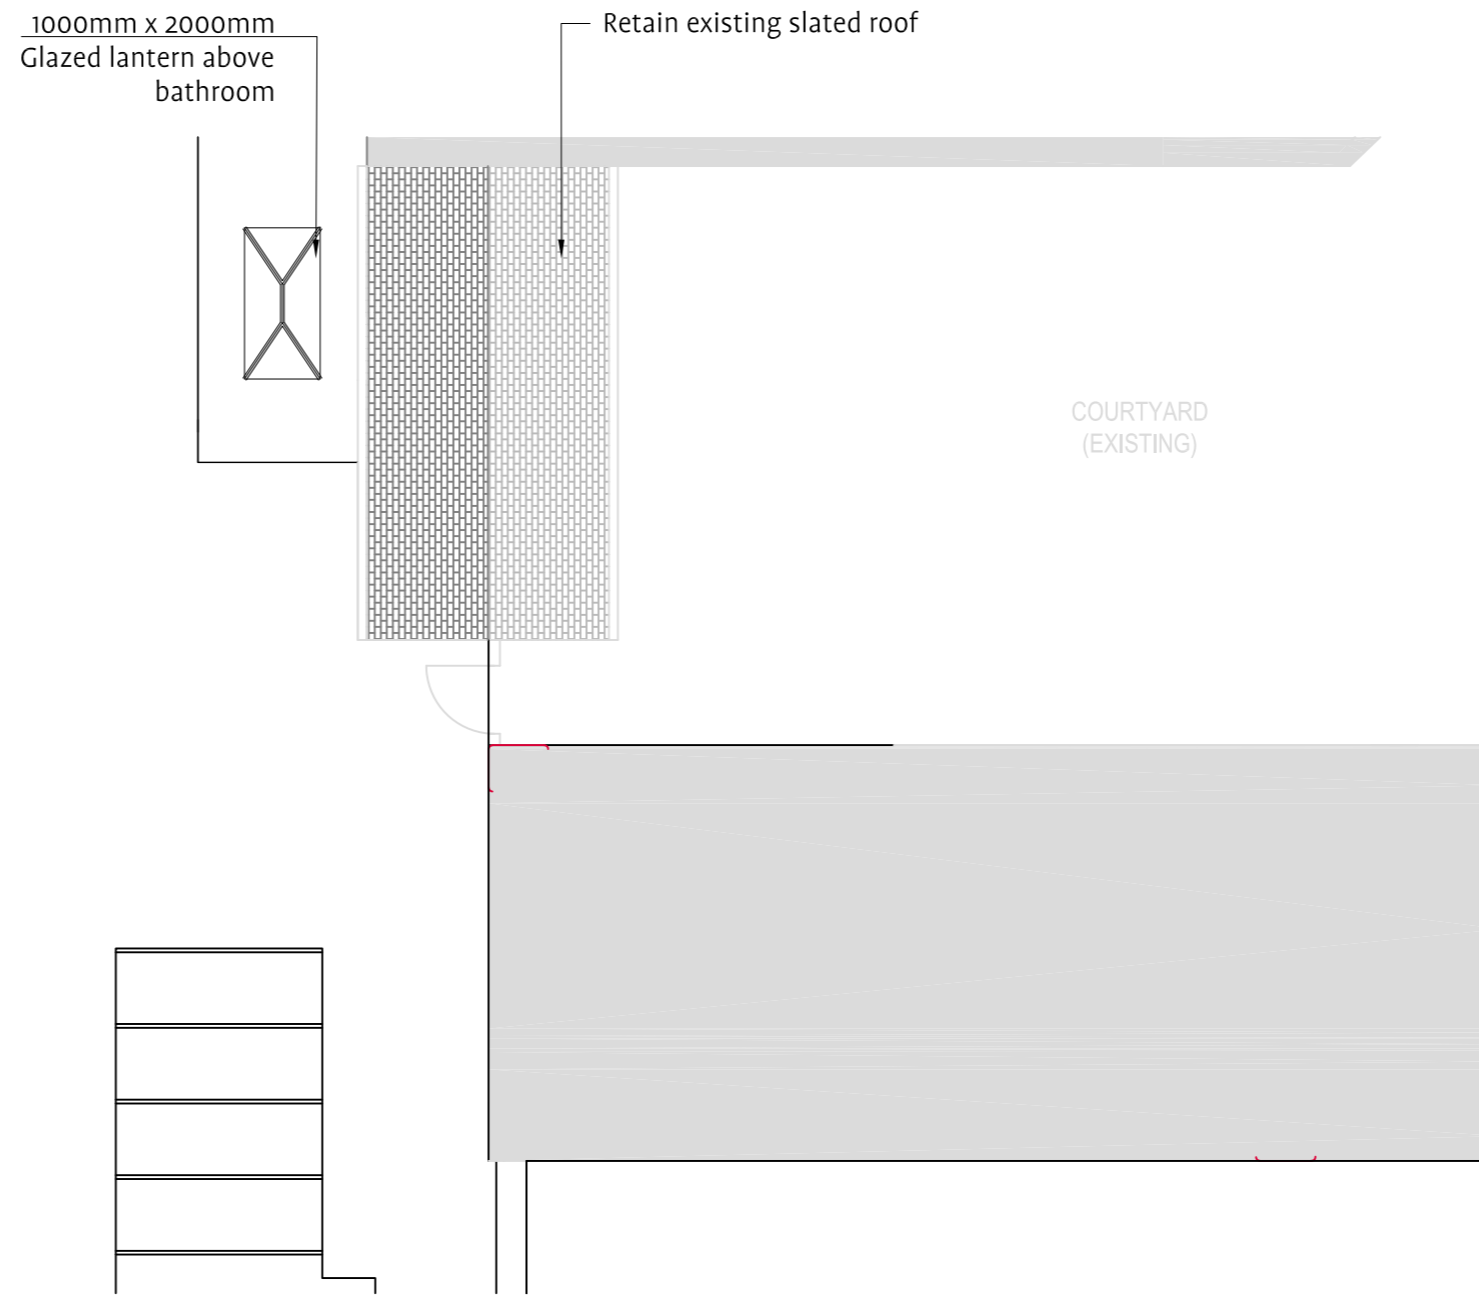 1000mm x 2000mm
Glazed lantern above
bathroom
Retain existing slated roof
COURTYARD
(EXISTING)